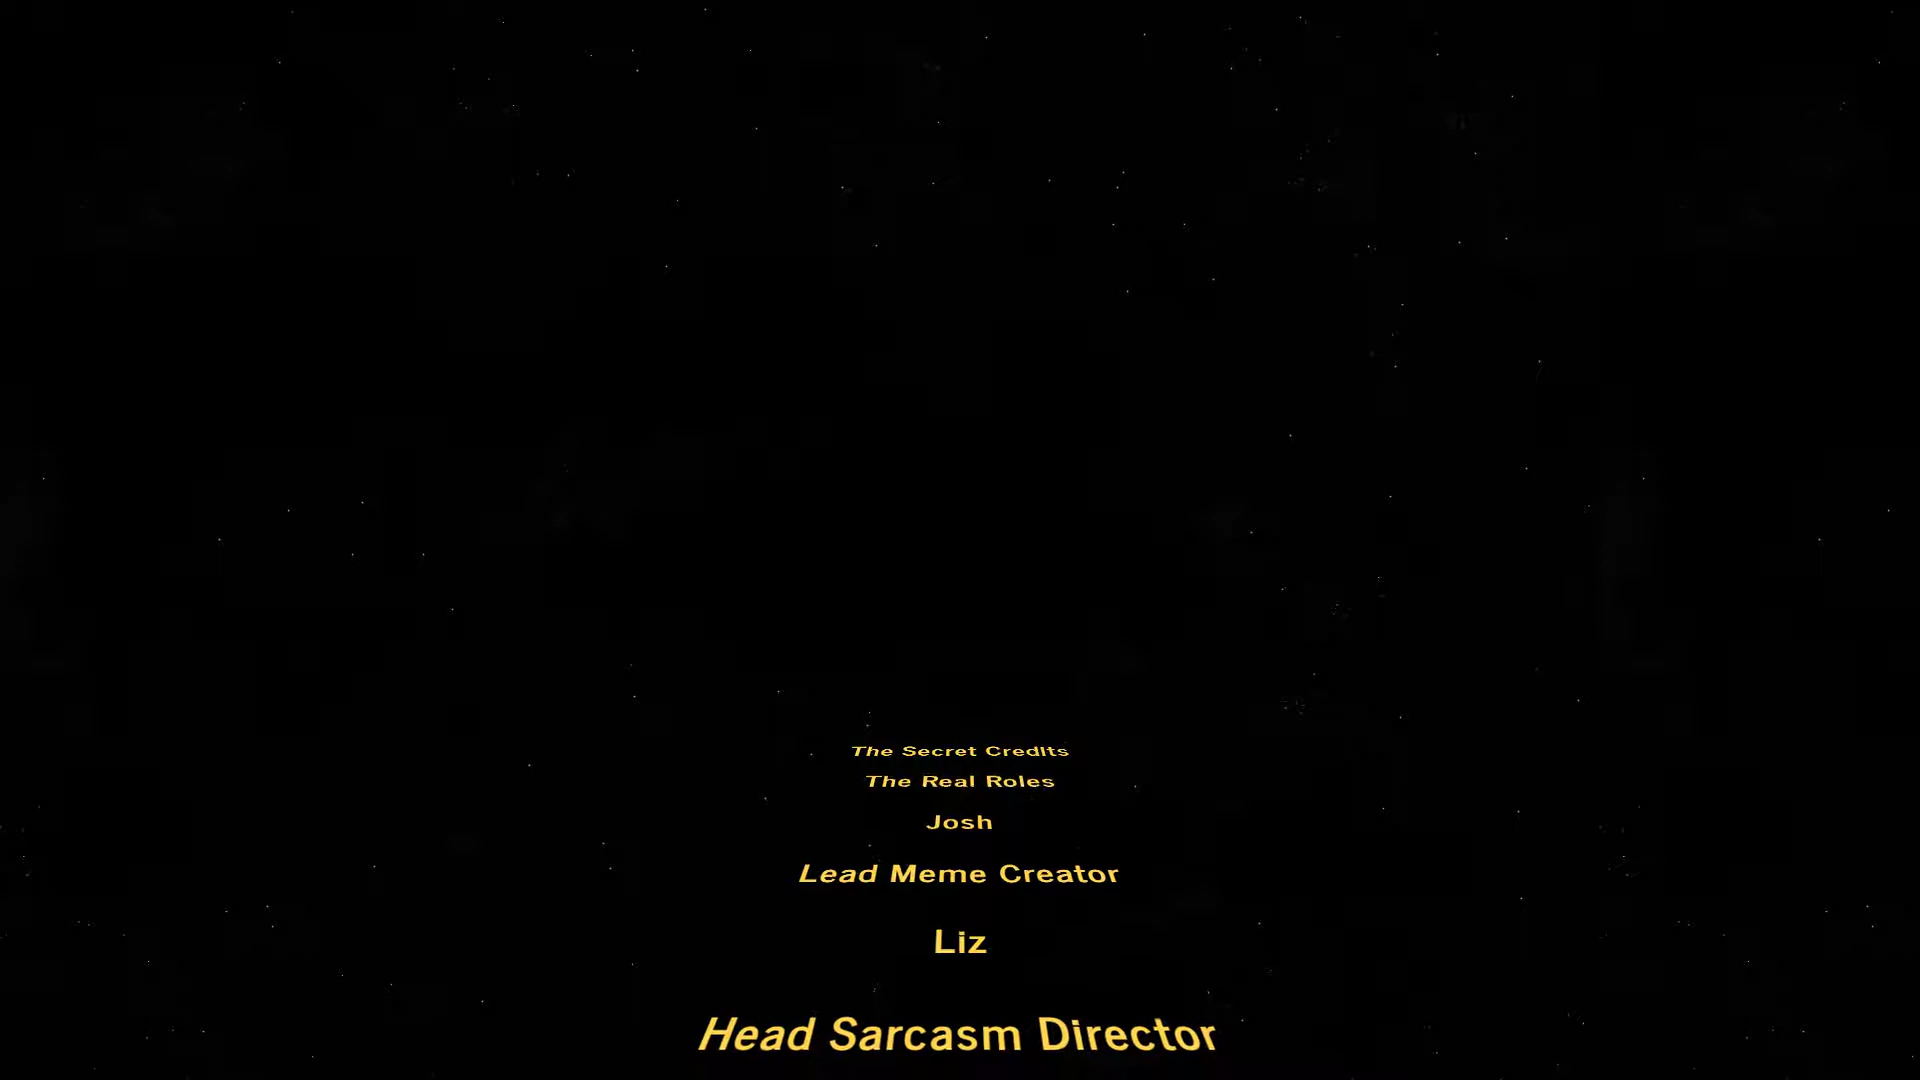 The Secret Credits
The Real Roles
Josh
Lead Meme Creator
Liz
Head Sarcasm Director